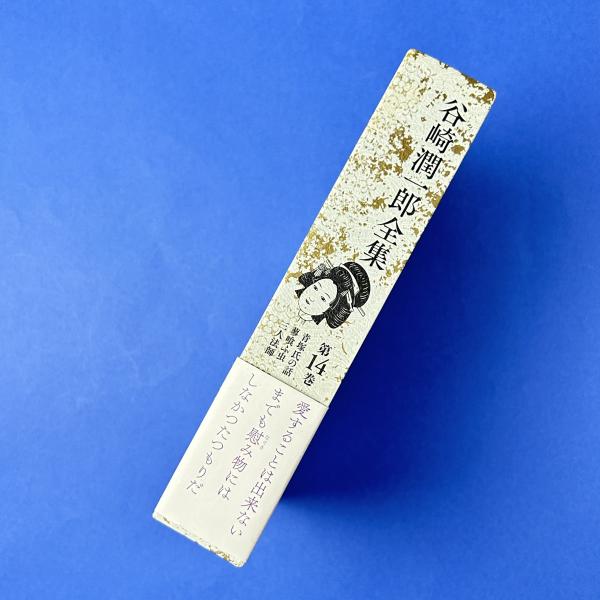 谷崎潤一郎全集
第14巻
青塚氏の話
蓼喰ふ虫
三人法師
愛することは出来ない
までも慰み物には
しなかつたつもりだ